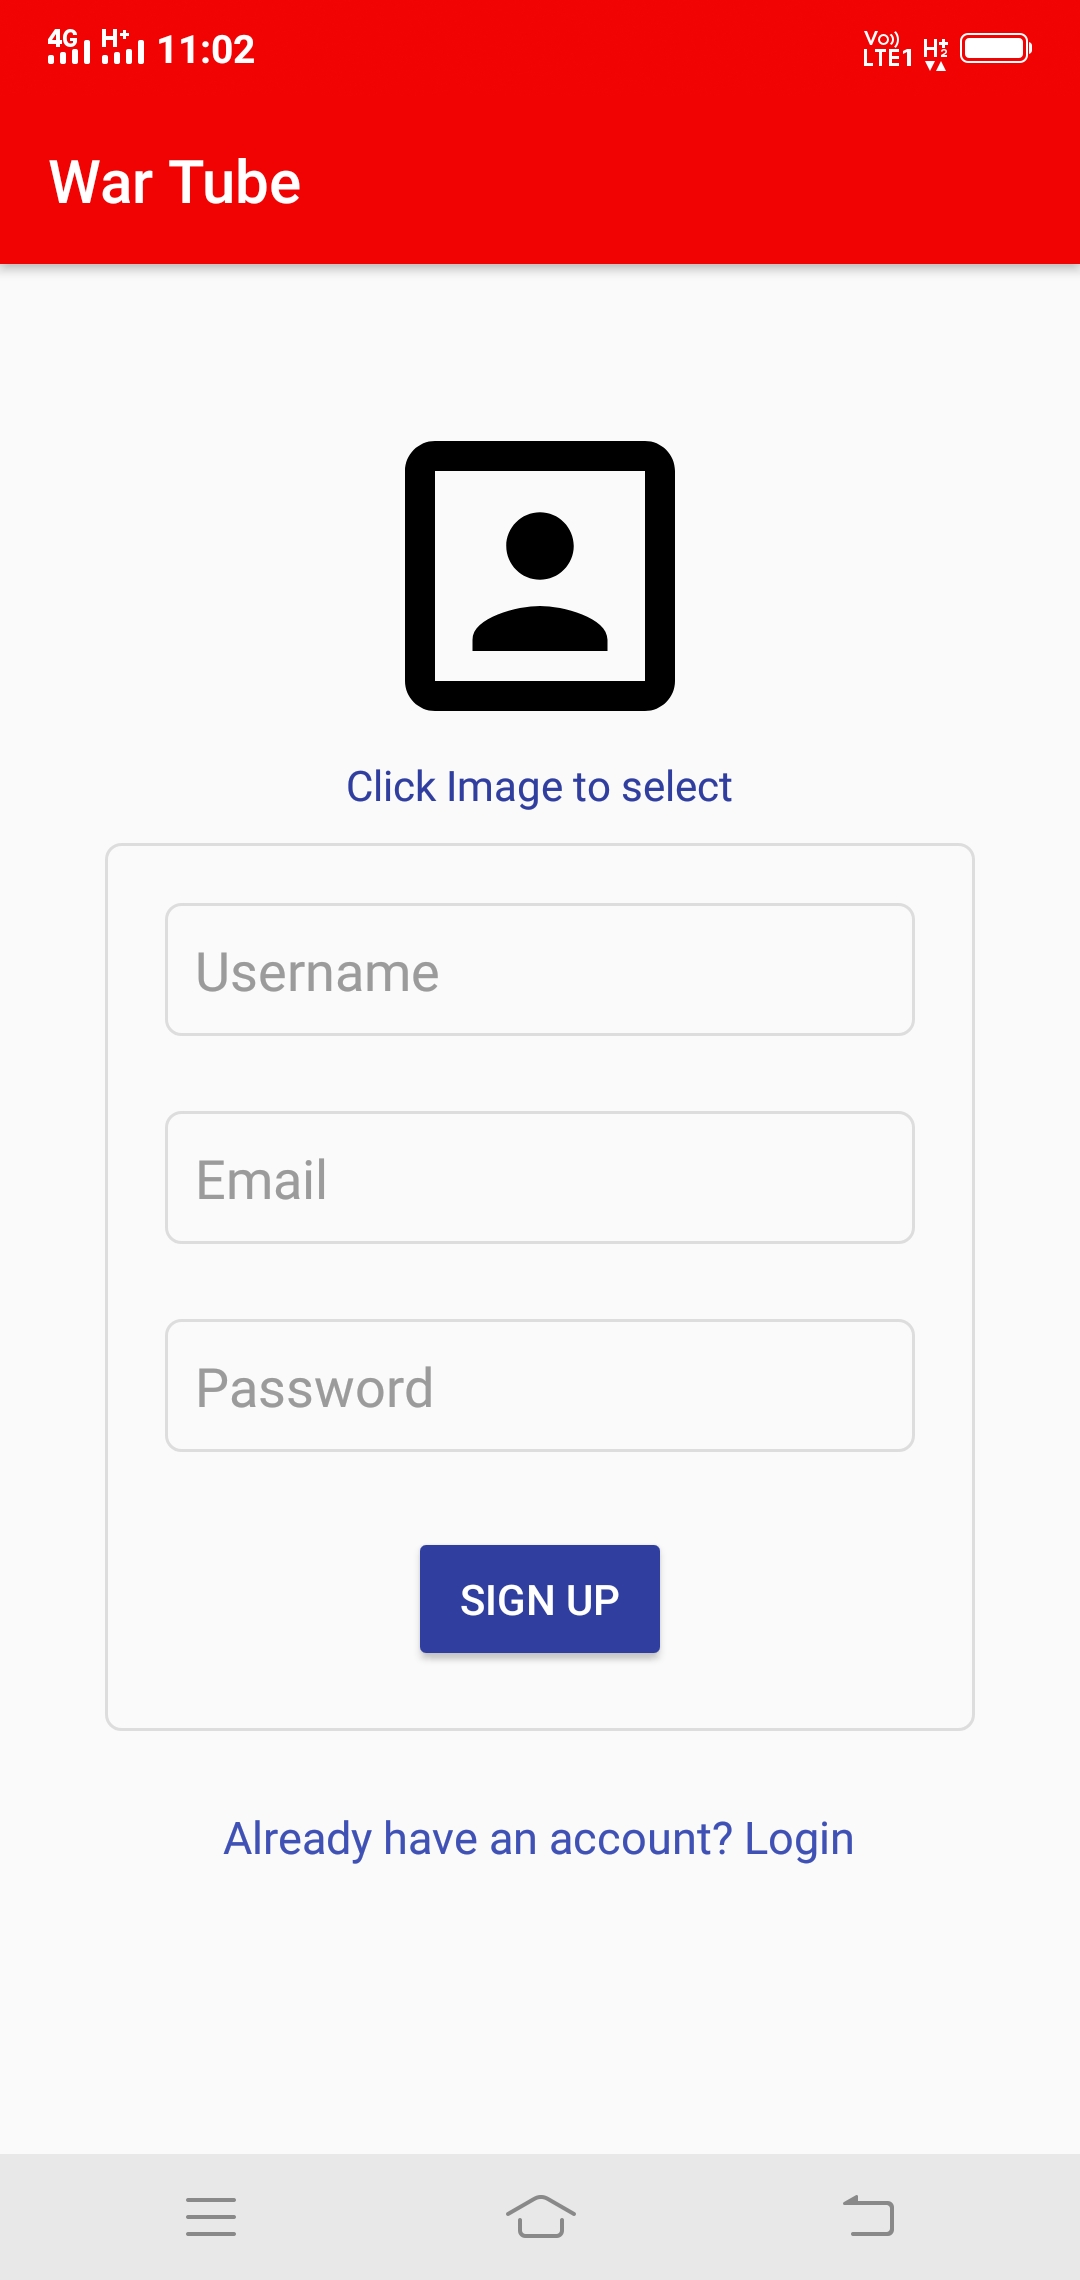 4G H+ 11:02 Vo)) LTE1 H+ 2
War Tube
Click Image to select
Username
Email
Password
SIGN UP
Already have an account? Login